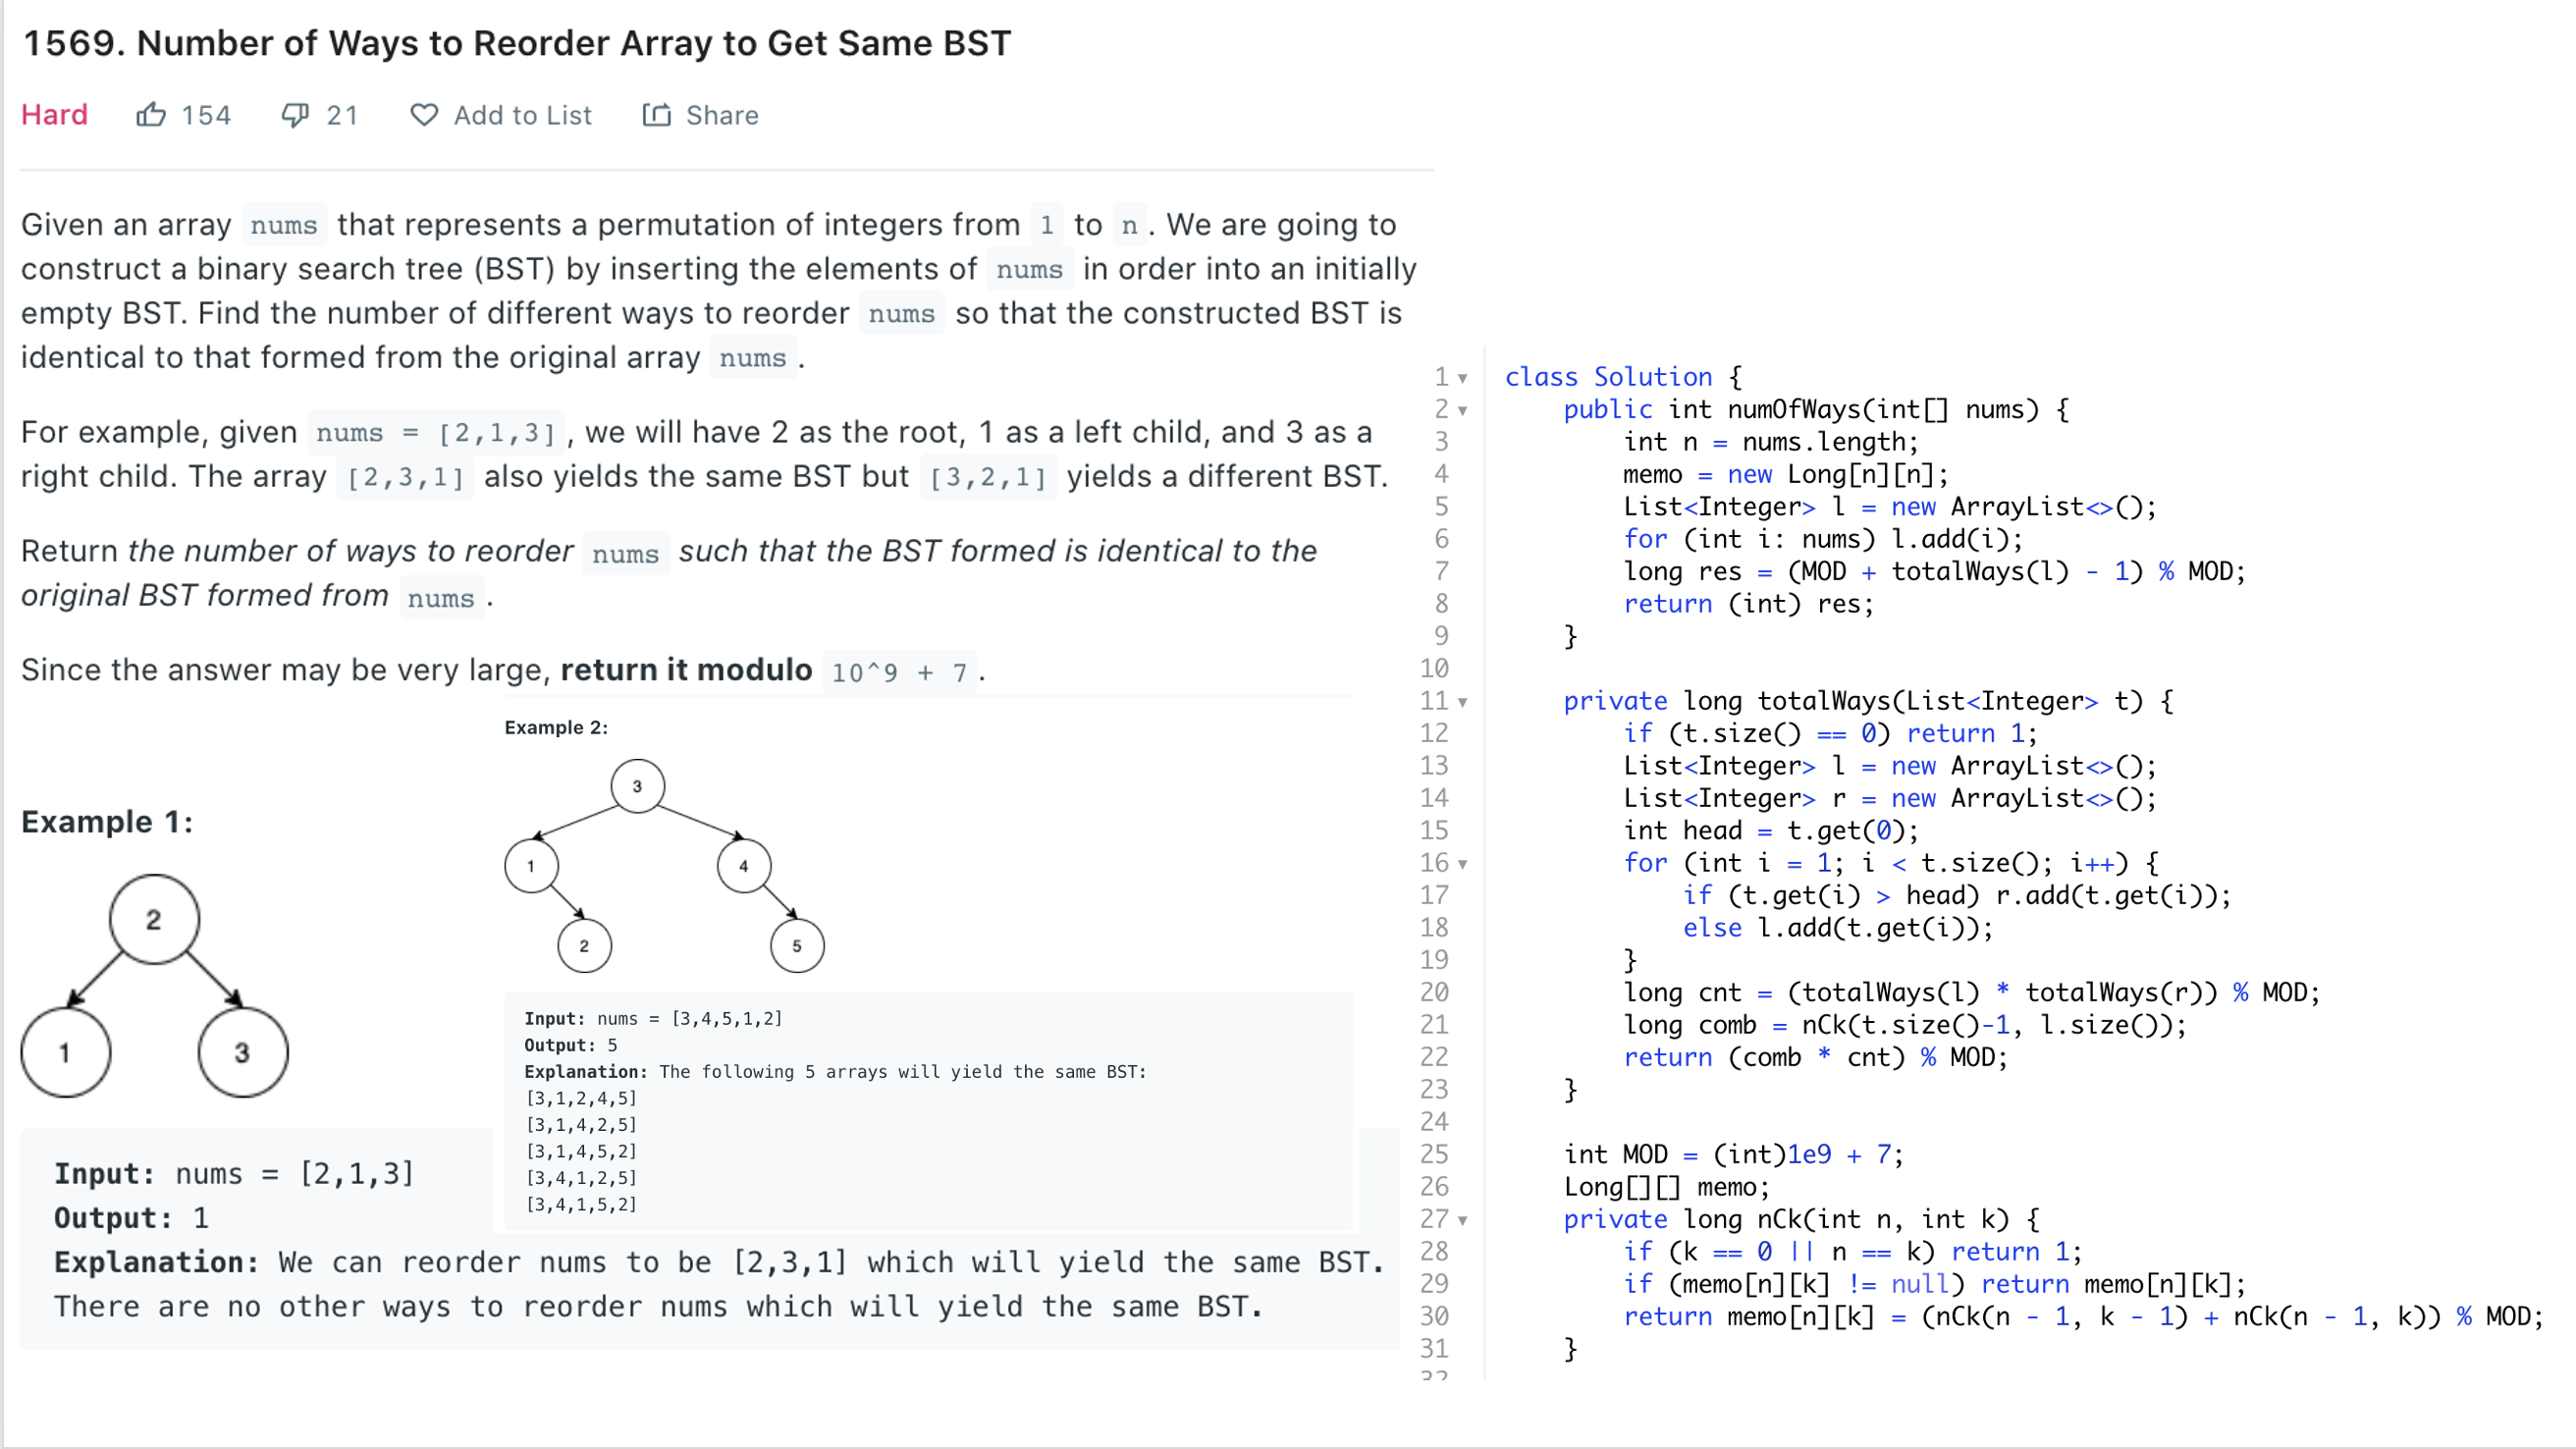 1569. Number of Ways to Reorder Array to Get Same BST
Hard 154 21 Add to List Share
Given an array nums that represents a permutation of integers from 1 to n. We are going to
construct a binary search tree (BST) by inserting the elements of nums in order into an initially
empty BST. Find the number of different ways to reorder nums so that the constructed BST is
identical to that formed from the original array nums.
For example, given nums = [2,1,3], we will have 2 as the root, 1 as a left child, and 3 as a
right child. The array [2,3,1] also yields the same BST but [3,2,1] yields a different BST.
Return the number of ways to reorder nums such that the BST formed is identical to the
original BST formed from nums.
Since the answer may be very large, return it modulo 10^9 + 7.
Example 1:
2
1 3
Input: nums = [2,1,3]
Output: 1
Explanation: We can reorder nums to be [2,3,1] which will yield the same BST.
There are no other ways to reorder nums which will yield the same BST.
Example 2:
3
1 4
2 5
Input: nums = [3,4,5,1,2]
Output: 5
Explanation: The following 5 arrays will yield the same BST:
[3,1,2,4,5]
[3,1,4,2,5]
[3,1,4,5,2]
[3,4,1,2,5]
[3,4,1,5,2]
1 class Solution {
2 public int numOfWays(int[] nums) {
3 int n = nums.length;
4 memo = new Long[n][n];
5 List<Integer> l = new ArrayList<>();
6 for (int i: nums) l.add(i);
7 long res = (MOD + totalWays(l) - 1) % MOD;
8 return (int) res;
9 }
10
11 private long totalWays(List<Integer> t) {
12 if (t.size() == 0) return 1;
13 List<Integer> l = new ArrayList<>();
14 List<Integer> r = new ArrayList<>();
15 int head = t.get(0);
16 for (int i = 1; i < t.size(); i++) {
17 if (t.get(i) > head) r.add(t.get(i));
18 else l.add(t.get(i));
19 }
20 long cnt = (totalWays(l) * totalWays(r)) % MOD;
21 long comb = nCk(t.size()-1, l.size());
22 return (comb * cnt) % MOD;
23 }
24
25 int MOD = (int)1e9 + 7;
26 Long[][] memo;
27 private long nCk(int n, int k) {
28 if (k == 0 || n == k) return 1;
29 if (memo[n][k] != null) return memo[n][k];
30 return memo[n][k] = (nCk(n - 1, k - 1) + nCk(n - 1, k)) % MOD;
31 }
32